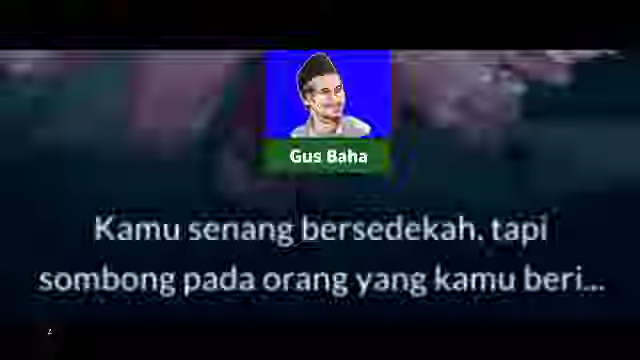 Gus Baha
Kamu senang bersedekah, tapi
sombong pada orang yang kamu beri...